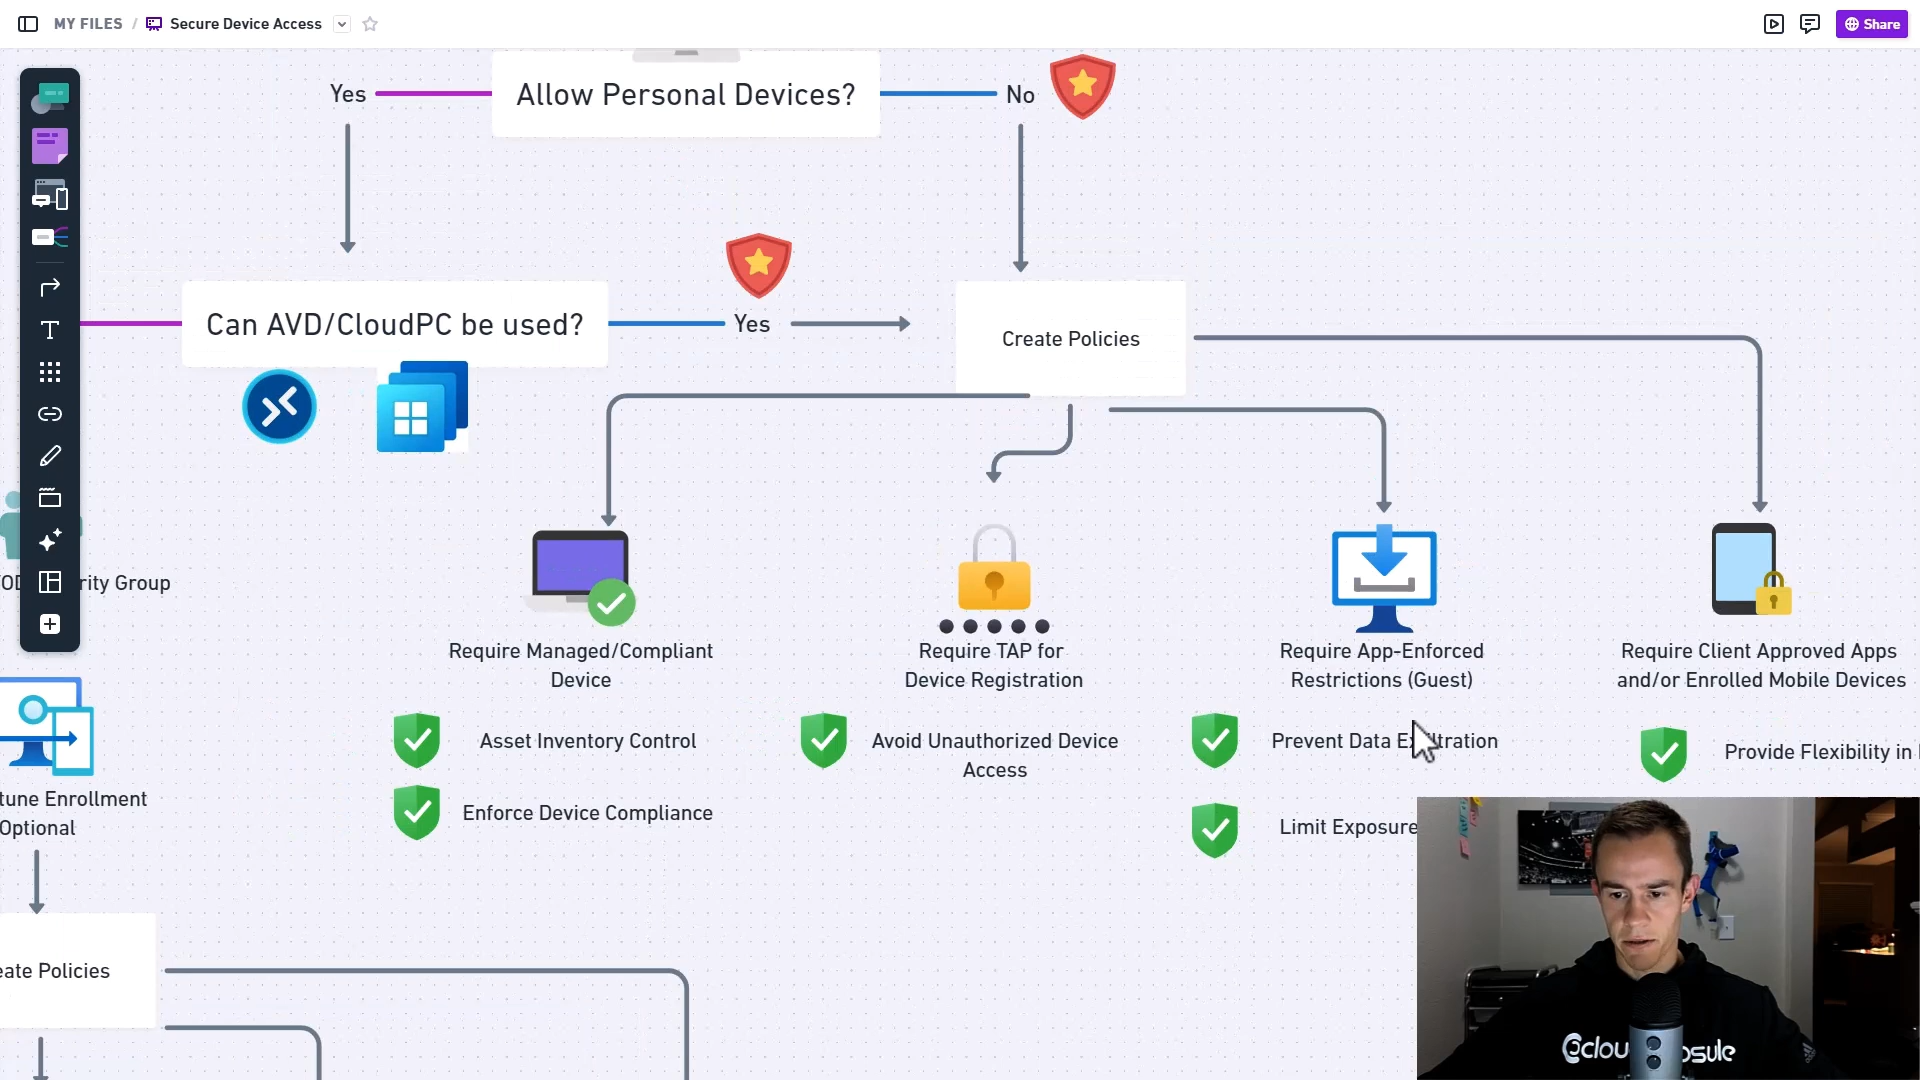 MY FILES / Secure Device Access
Share
Yes
Allow Personal Devices?
No
Can AVD/CloudPC be used?
Yes
Create Policies
rity Group
Require Managed/Compliant
Device
Require TAP for
Device Registration
Require App-Enforced
Restrictions (Guest)
Require Client Approved Apps
and/or Enrolled Mobile Devices
Asset Inventory Control
Avoid Unauthorized Device
Access
Prevent Data Exfiltration
Provide Flexibility in
Enforce Device Compliance
Limit Exposure
tune Enrollment
Optional
eate Policies